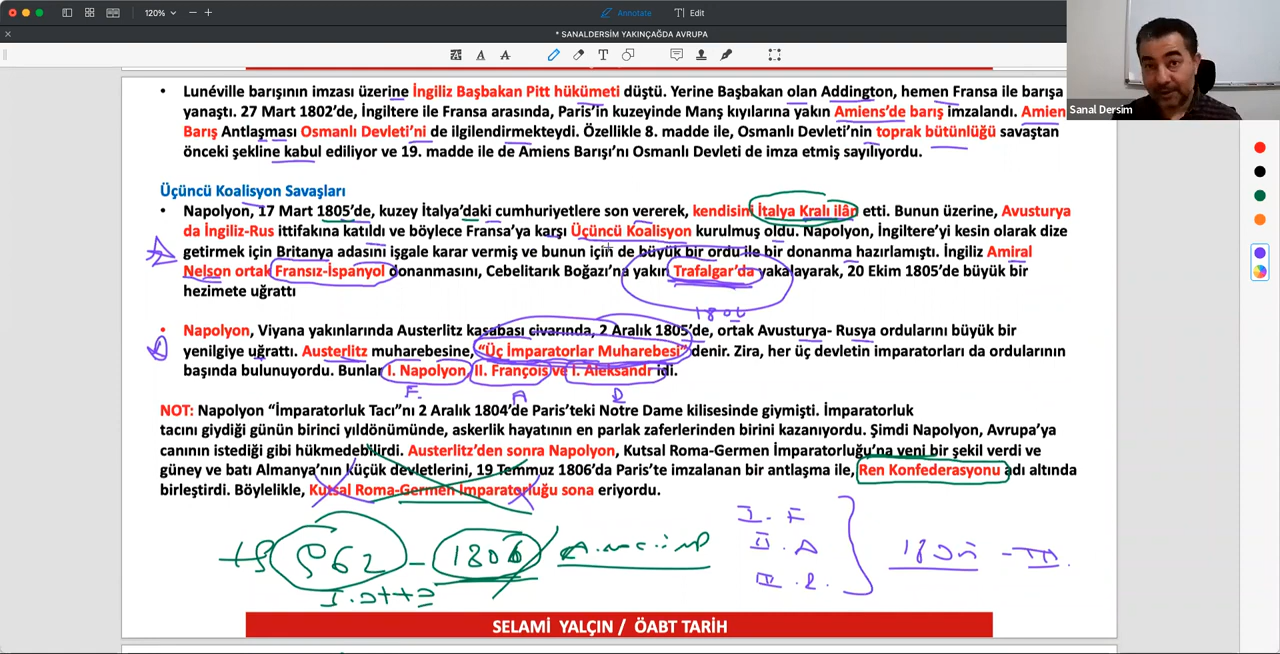 120%
Annotate
Edit
* SANALDERSİM YAKINÇAĞDA AVRUPA
Sanal Dersim
• Lunéville barışının imzası üzerine İngiliz Başbakan Pitt hükümeti düştü. Yerine Başbakan olan Addington, hemen Fransa ile barışa
yanaştı. 27 Mart 1802'de, İngiltere ile Fransa arasında, Paris'in kuzeyinde Manş kıyılarına yakın Amiens'de barış imzalandı. Amien
Barış Antlaşması Osmanlı Devleti'ni de ilgilendirmekteydi. Özellikle 8. madde ile, Osmanlı Devleti'nin toprak bütünlüğü savaştan
önceki şekline kabul ediliyor ve 19. madde ile de Amiens Barışı'nı Osmanlı Devleti de imza etmiş sayılıyordu.
Üçüncü Koalisyon Savaşları
• Napolyon, 17 Mart 1805'de, kuzey İtalya'daki cumhuriyetlere son vererek, kendisini İtalya Kralı ilân etti. Bunun üzerine, Avusturya
da İngiliz-Rus ittifakına katıldı ve böylece Fransa'ya karşı Üçüncü Koalisyon kurulmuş oldu. Napolyon, İngiltere'yi kesin olarak dize
getirmek için Britanya adasını işgale karar vermiş ve bunun için de büyük bir ordu ile bir donanma hazırlamıştı. İngiliz Amiral
Nelson ortak Fransız-İspanyol donanmasını, Cebelitarık Boğazı'na yakın Trafalgar'da yakalayarak, 20 Ekim 1805'de büyük bir
hezimete uğrattı
• Napolyon, Viyana yakınlarında Austerlitz kasabası civarında, 2 Aralık 1805'de, ortak Avusturya- Rusya ordularını büyük bir
yenilgiye uğrattı. Austerlitz muharebesine, "Üç İmparatorlar Muharebesi" denir. Zira, her üç devletin imparatorları da ordularının
başında bulunuyordu. Bunlar I. Napolyon, II. François ve I. Aleksandr idi.
F A R
NOT: Napolyon "İmparatorluk Tacı"nı 2 Aralık 1804'de Paris'teki Notre Dame kilisesinde giymişti. İmparatorluk
tacını giydiği günün birinci yıldönümünde, askerlik hayatının en parlak zaferlerinden birini kazanıyordu. Şimdi Napolyon, Avrupa'ya
canının istediği gibi hükmedebilirdi. Austerlitz'den sonra Napolyon, Kutsal Roma-Germen İmparatorluğu'na yeni bir şekil verdi ve
güney ve batı Almanya'nın küçük devletlerini, 19 Temmuz 1806'da Paris'te imzalanan bir antlaşma ile, Ren Konfederasyonu adı altında
birleştirdi. Böylelikle, Kutsal Roma-Germen İmparatorluğu sona eriyordu.
I. F
II. A
III. R.
962 - 1806
I. Otto
SELAMİ YALÇIN / ÖABT TARİH